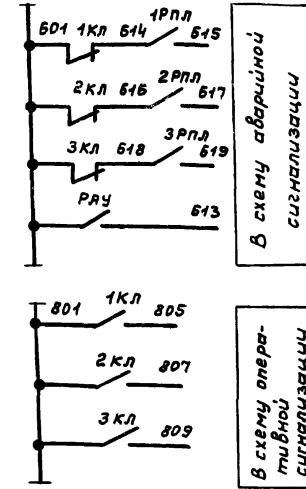 1РПЛ
601 1КЛ 614 615
2КЛ 616 2РПЛ 617
3КЛ 618 3РПЛ 619
РАУ 613
В схему аварийной
сигнализации
801 1КЛ 805
2КЛ 807
3КЛ 809
В схему опера-
тивной
сигнализации